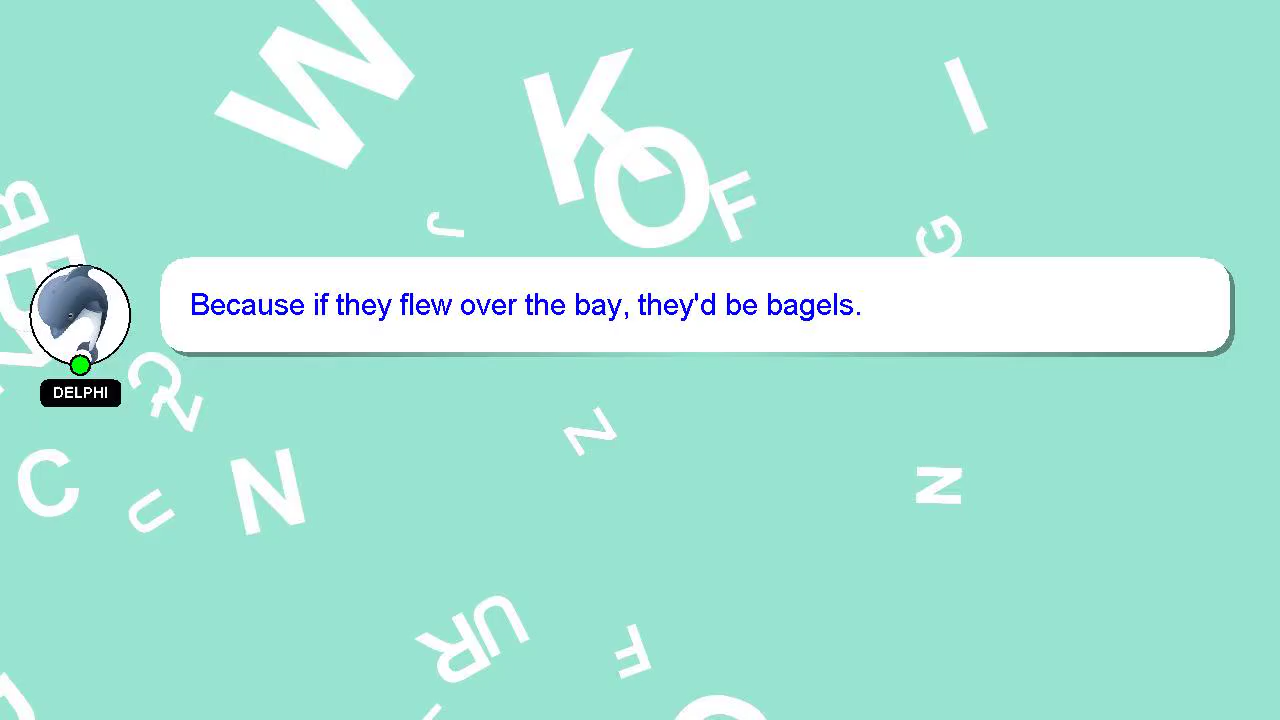 W
K
I
O
F
B
J
G
Because if they flew over the bay, they'd be bagels.
DELPHI
C
Z
Z
C
N
N
U
U
R
F